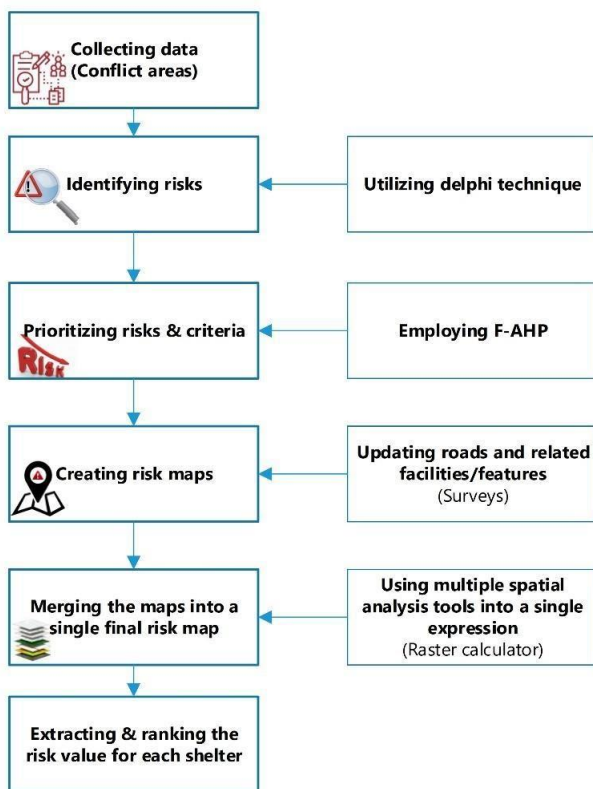 Collecting data
(Conflict areas)
Identifying risks
Utilizing delphi technique
Prioritizing risks & criteria
RISK
Employing F-AHP
Creating risk maps
Updating roads and related
facilities/features
(Surveys)
Merging the maps into a
single final risk map
Using multiple spatial
analysis tools into a single
expression
(Raster calculator)
Extracting & ranking the
risk value for each shelter